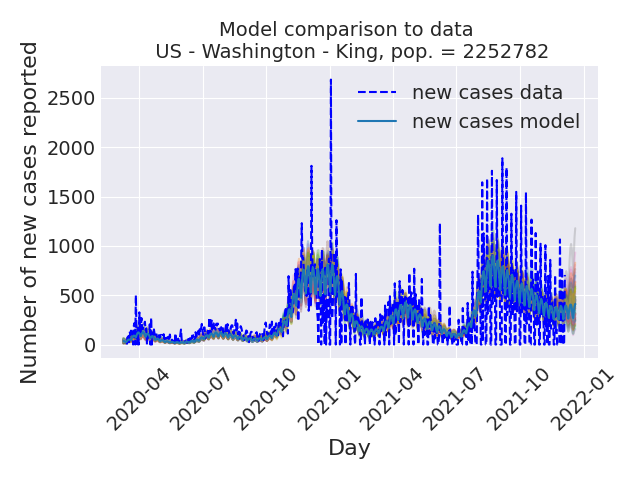 Model comparison to data
US - Washington - King, pop. = 2252782
Number of new cases reported
2500
2000
1500
1000
500
0
new cases data
new cases model
2020-04
2020-07
2020-10
2021-01
2021-04
2021-07
2021-10
2022-01
Day